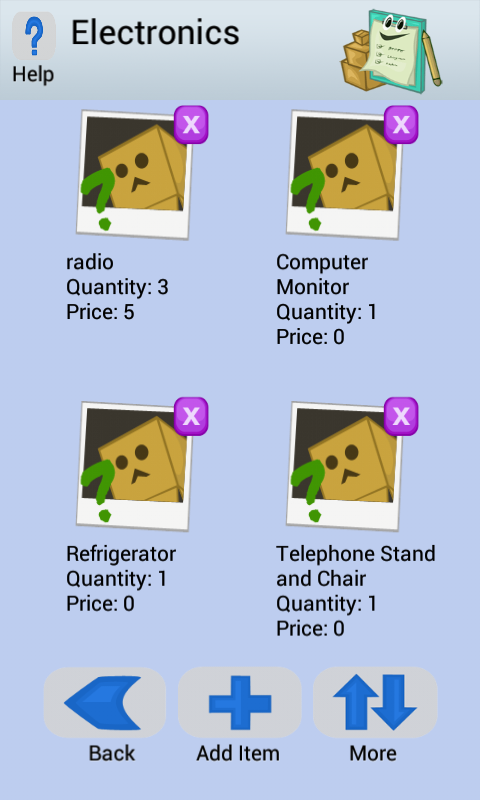 Electronics
Help
X
X
radio
Quantity: 3
Price: 5
Computer
Monitor
Quantity: 1
Price: 0
X
X
Refrigerator
Quantity: 1
Price: 0
Telephone Stand
and Chair
Quantity: 1
Price: 0
Back
Add Item
More